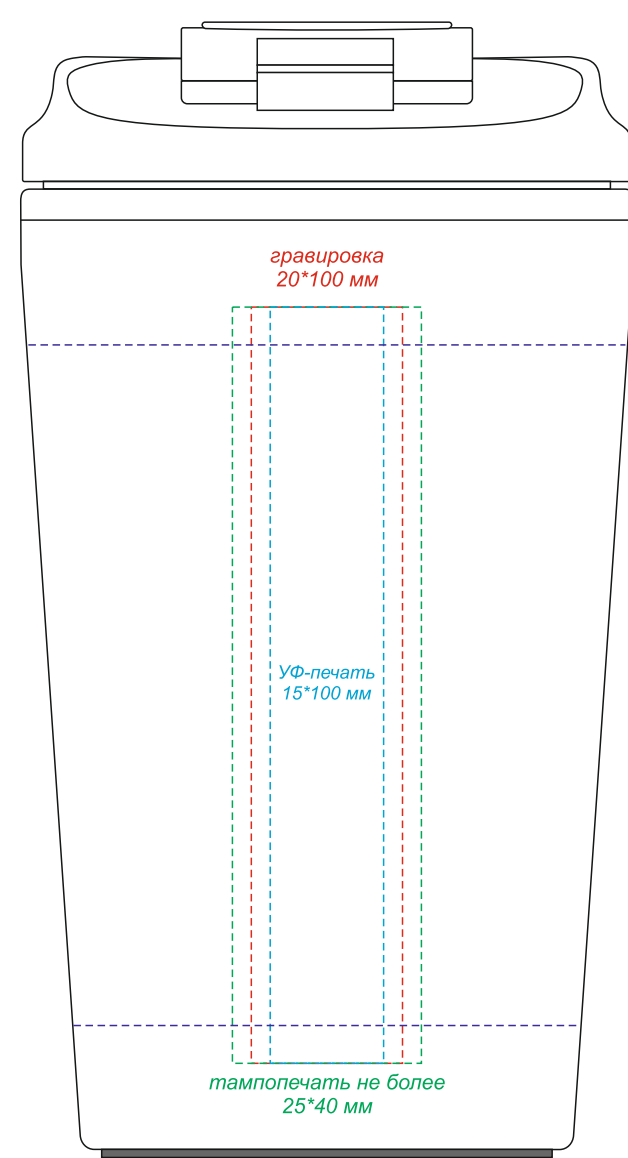 гравировка
20*100 мм
УФ-печать
15*100 мм
тампопечать не более
25*40 мм